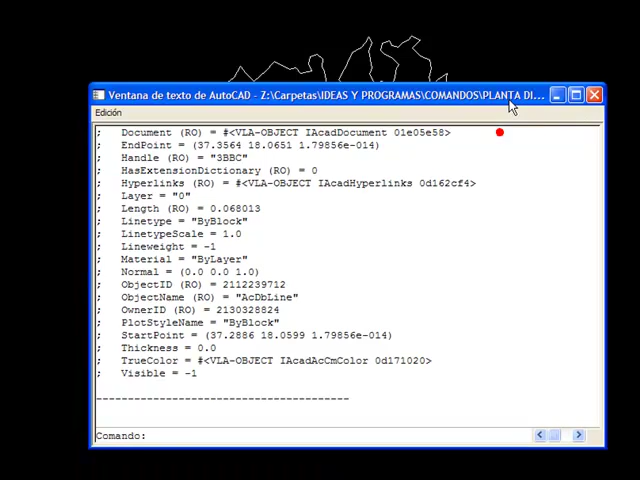 Ventana de texto de AutoCAD - Z:\Carpetas\IDEAS Y PROGRAMAS\COMANDOS\PLANTA DI...
Edición
; Document (RO) = #<VLA-OBJECT IAcadDocument 01e05e58>
; EndPoint = (37.3564 18.0651 1.79856e-014)
; Handle (RO) = "3BBC"
; HasExtensionDictionary (RO) = 0
; Hyperlinks (RO) = #<VLA-OBJECT IAcadHyperlinks 0d162cf4>
; Layer = "0"
; Length (RO) = 0.068013
; Linetype = "ByBlock"
; LinetypeScale = 1.0
; Lineweight = -1
; Material = "ByLayer"
; Normal = (0.0 0.0 1.0)
; ObjectID (RO) = 2112239712
; ObjectName (RO) = "AcDbLine"
; OwnerID (RO) = 2130328824
; PlotStyleName = "ByBlock"
; StartPoint = (37.2886 18.0599 1.79856e-014)
; Thickness = 0.0
; TrueColor = #<VLA-OBJECT IAcadAcCmColor 0d171020>
; Visible = -1
----------------------------------------
Comando: